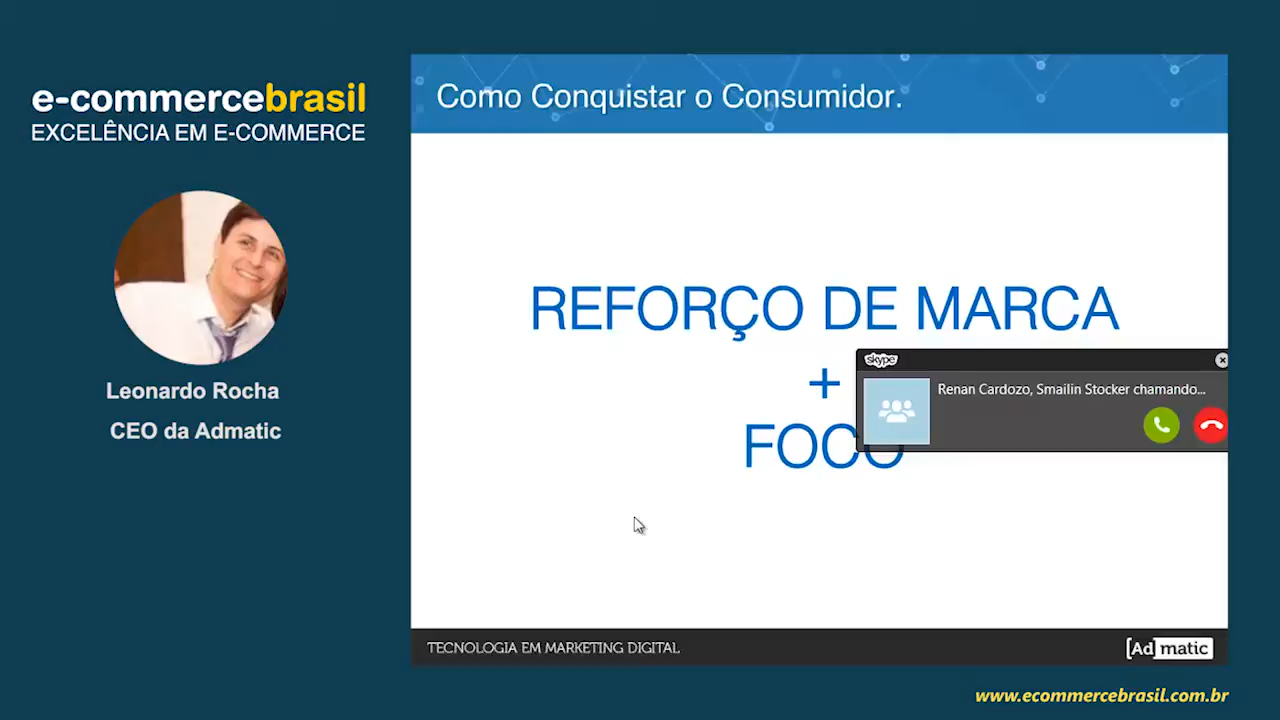 e-commercebrasil
EXCELÊNCIA EM E-COMMERCE
Leonardo Rocha
CEO da Admatic
Como Conquistar o Consumidor.
REFORÇO DE MARCA
+
FOCO
skype
Renan Cardozo, Smailin Stocker chamando...
TECNOLOGIA EM MARKETING DIGITAL
[Ad]matic
www.ecommercebrasil.com.br